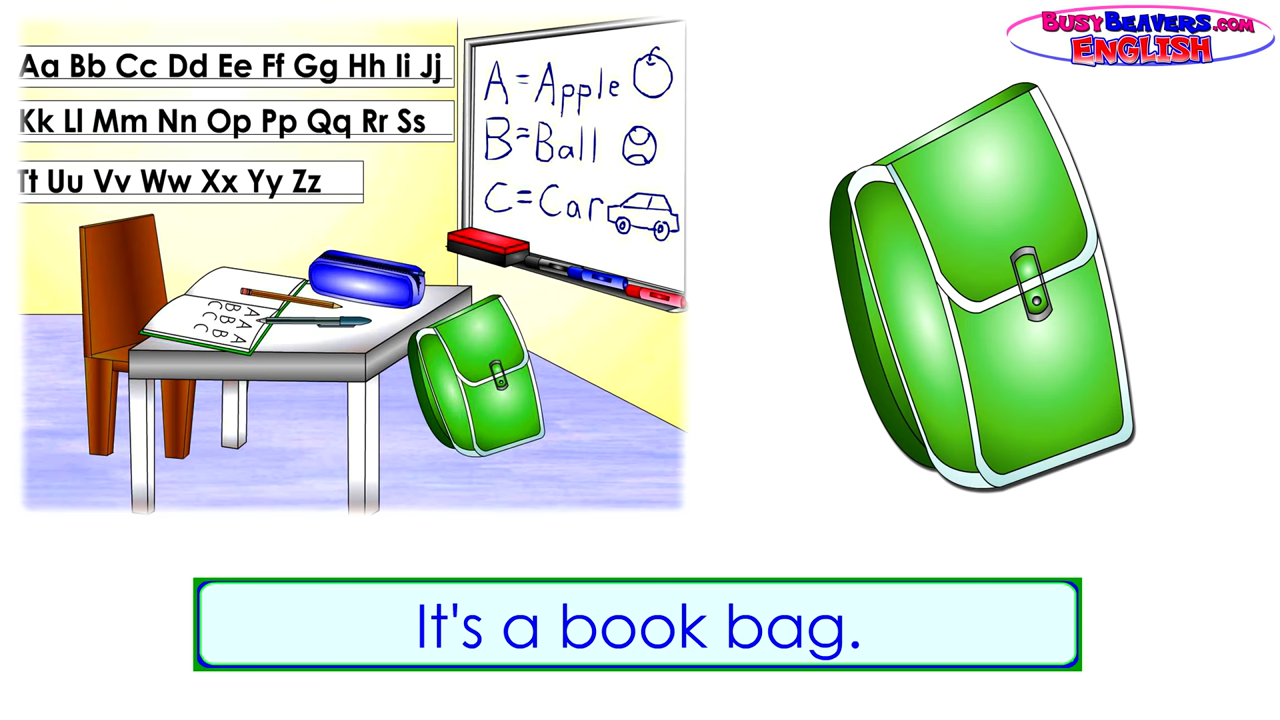 Aa Bb Cc Dd Ee Ff Gg Hh Ii Jj
Kk Ll Mm Nn Op Pp Qq Rr Ss
Tt Uu Vv Ww Xx Yy Zz
A=Apple
B=Ball
C=Car
A A
B B B
C C C
BUSYBEAVERS.COM
ENGLISH
It's a book bag.